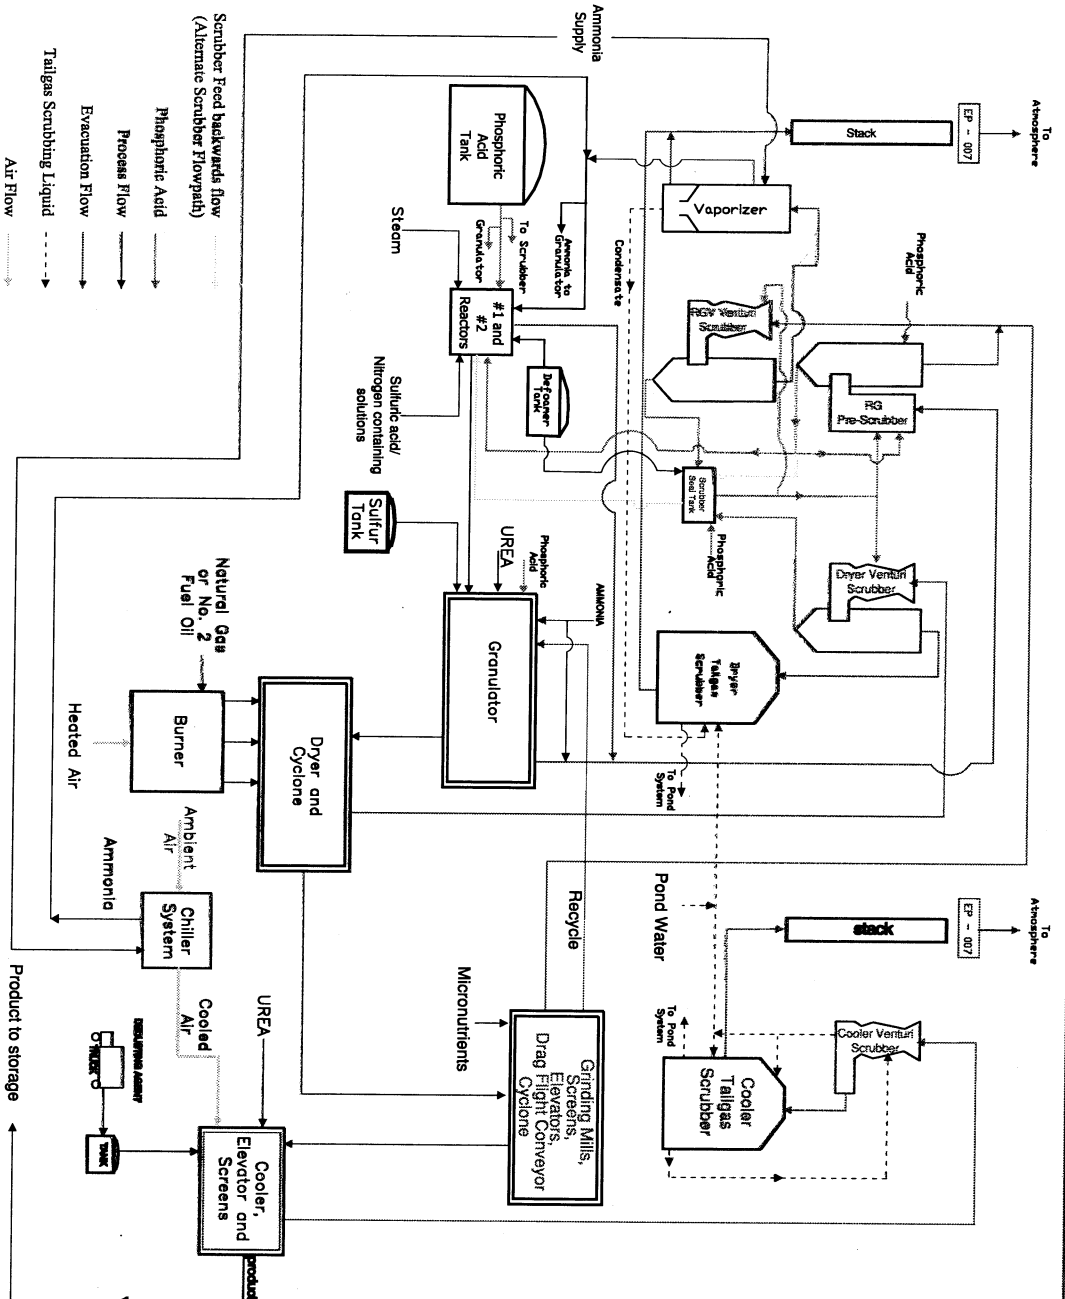 To
Atmosphere
EP - 007
Stack
Ammonia
Supply
Vaporizer
Phosphoric
Acid
Tank
To Scrubber
Granulator
Ammonia to
Granulator
Steam
Condensate
#1 and
#2
Reactors
Defoamer
Tank
Sulfuric acid/
Nitrogen containing
solutions
Phosphoric
Acid
RGV Venturi
Scrubber
RG
Pre-Scrubber
Scrubber
Seal Tank
Phosphoric
Acid
Dryer Venturi
Scrubber
Dryer
Tailgas
Scrubber
To Pond
System
Sulfur
Tank
UREA
Phosphoric
Acid
AMMONIA
Granulator
Natural Gas
or No. 2
Fuel Oil
Burner
Heated Air
Dryer and
Cyclone
Ambient
Air
Ammonia
Chiller
System
Cooled
Air
Recycle
Pond Water
To
Atmosphere
EP - 007
stack
Cooler Venturi
Scrubber
To Pond
System
Cooler
Tailgas
Scrubber
Micronutrients
Grinding Mills,
Screens,
Elevators,
Drag Flight Conveyor
Cyclone
UREA
Cooler,
Elevator and
Screens
DEDUSTING AGENT
TRUCK
TANK
product
Product to storage
Scrubber Feed backwards flow
(Alternate Scrubber Flowpath)
Phosphoric Acid
Process Flow
Evacuation Flow
Tailgas Scrubbing Liquid
Air Flow